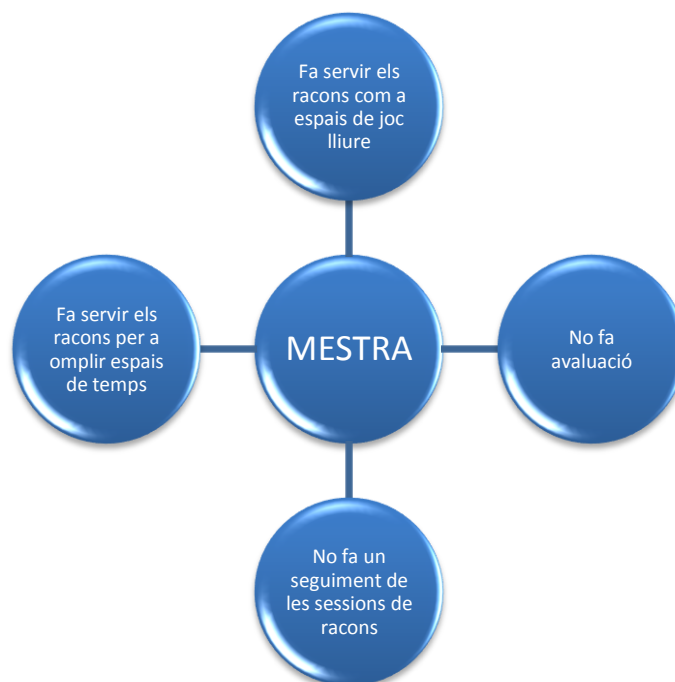 Fa servir els
racons com a
espais de joc
lliure
Fa servir els
racons per a
omplir espais
de temps
MESTRA
No fa
avaluació
No fa un
seguiment de
les sessions de
racons